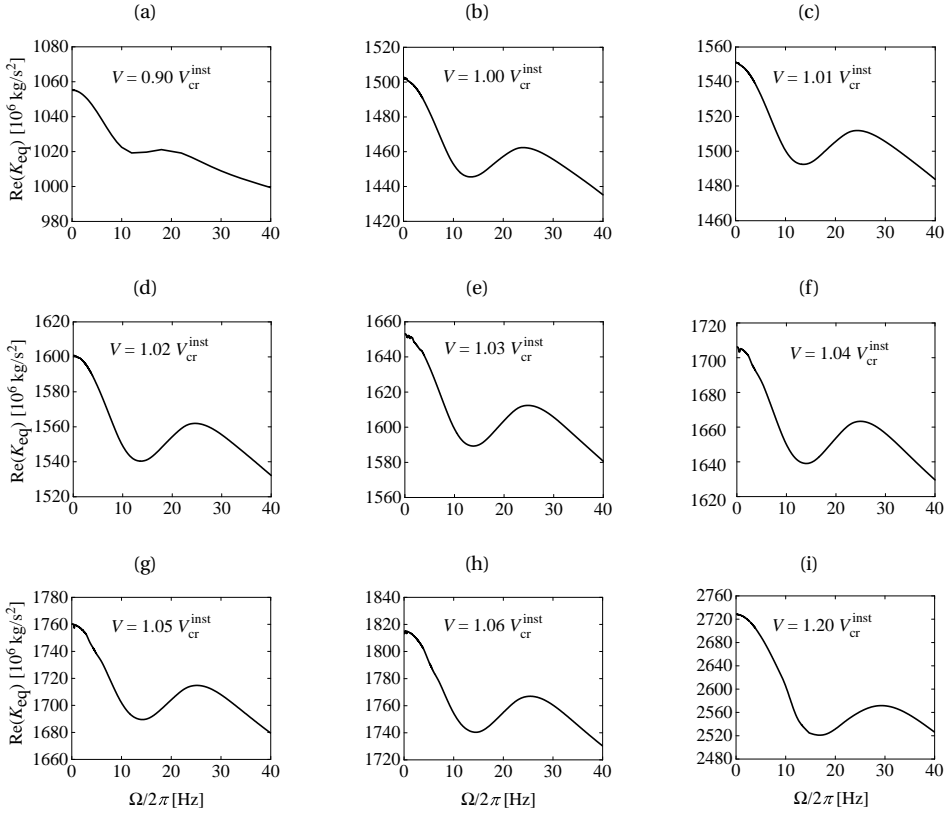 (a)
(b)
(c)
Re(K_eq) [10^6 kg/s^2]
1080
1060
1040
1020
1000
980
V = 0.90 V_cr^inst
0 10 20 30 40
1520
1500
1480
1460
1440
1420
V = 1.00 V_cr^inst
0 10 20 30 40
1560
1540
1520
1500
1480
1460
V = 1.01 V_cr^inst
0 10 20 30 40
(d)
(e)
(f)
Re(K_eq) [10^6 kg/s^2]
1620
1600
1580
1560
1540
1520
V = 1.02 V_cr^inst
0 10 20 30 40
1660
1640
1620
1600
1580
1560
V = 1.03 V_cr^inst
0 10 20 30 40
1720
1700
1680
1660
1640
1620
V = 1.04 V_cr^inst
0 10 20 30 40
(g)
(h)
(i)
Re(K_eq) [10^6 kg/s^2]
1780
1760
1740
1720
1700
1680
1660
V = 1.05 V_cr^inst
0 10 20 30 40
Ω/2π [Hz]
1840
1820
1800
1780
1760
1740
1720
V = 1.06 V_cr^inst
0 10 20 30 40
Ω/2π [Hz]
2760
2720
2680
2640
2600
2560
2520
2480
V = 1.20 V_cr^inst
0 10 20 30 40
Ω/2π [Hz]